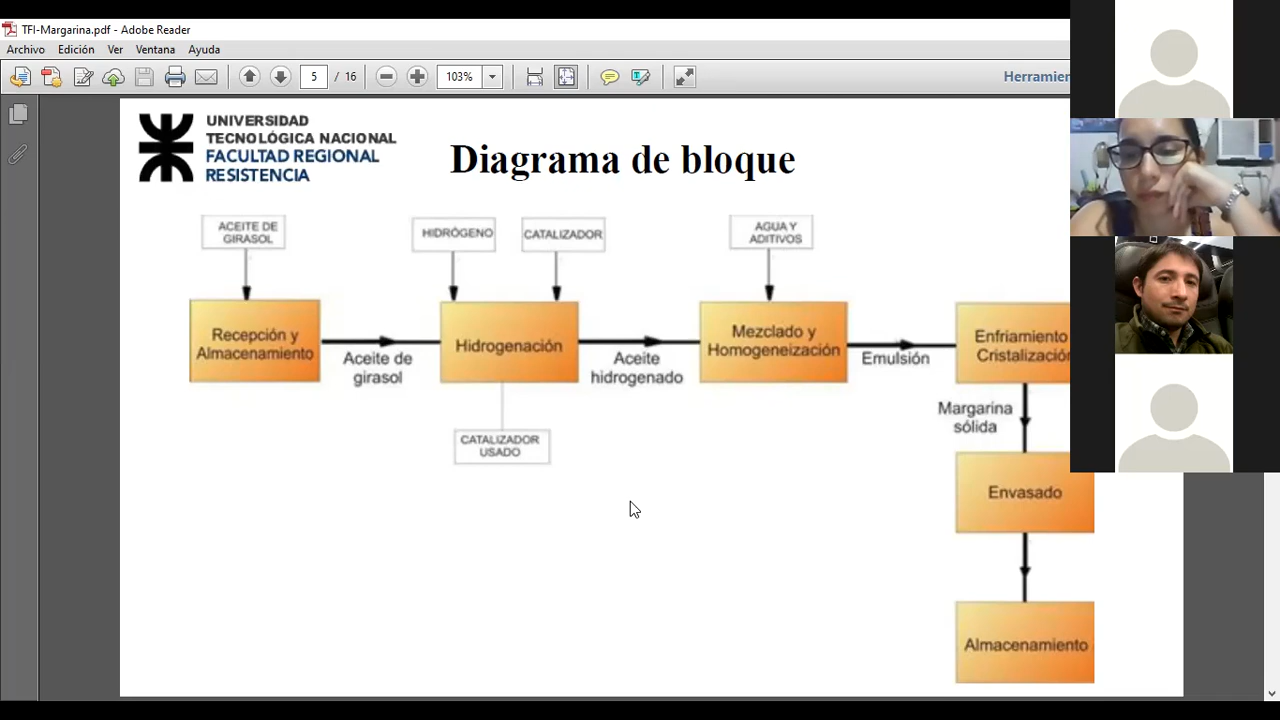 TFI-Margarina.pdf - Adobe Reader
Archivo Edición Ver Ventana Ayuda
5 / 16 103%
Herramien
UNIVERSIDAD
TECNOLÓGICA NACIONAL
FACULTAD REGIONAL
RESISTENCIA
Diagrama de bloque
ACEITE DE
GIRASOL
HIDRÓGENO
CATALIZADOR
AGUA Y
ADITIVOS
Recepción y
Almacenamiento
Aceite de
girasol
Hidrogenación
Aceite
hidrogenado
Mezclado y
Homogeneización
Emulsión
Enfriamiento
Cristalización
CATALIZADOR
USADO
Margarina
sólida
Envasado
Almacenamiento